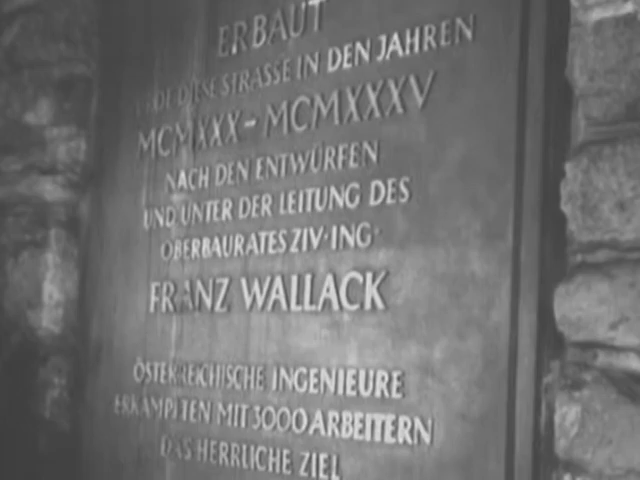 ERBAUT
WURDE DIESE STRASSE IN DEN JAHREN
MCMXXX-MCMXXXV
NACH DEN ENTWÜRFEN
UND UNTER DER LEITUNG DES
OBERBAURATES ZIV·ING·
FRANZ WALLACK
ÖSTERREICHISCHE INGENIEURE
ERKÄMPFTEN MIT 3000 ARBEITERN
DAS HERRLICHE ZIEL